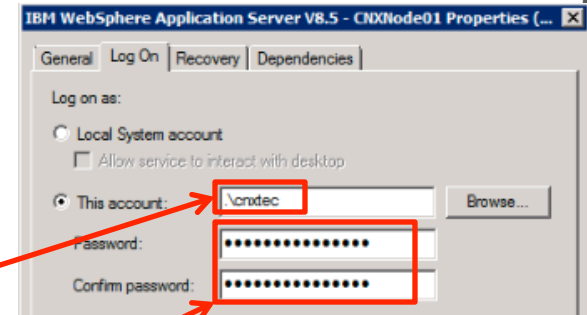 IBM WebSphere Application Server V8.5 - CNXNode01 Properties (...
General Log On Recovery Dependencies
Log on as:
Local System account
Allow service to interact with desktop
This account: .\cnxtec Browse...
Password: •••••••••••••••
Confirm password: •••••••••••••••